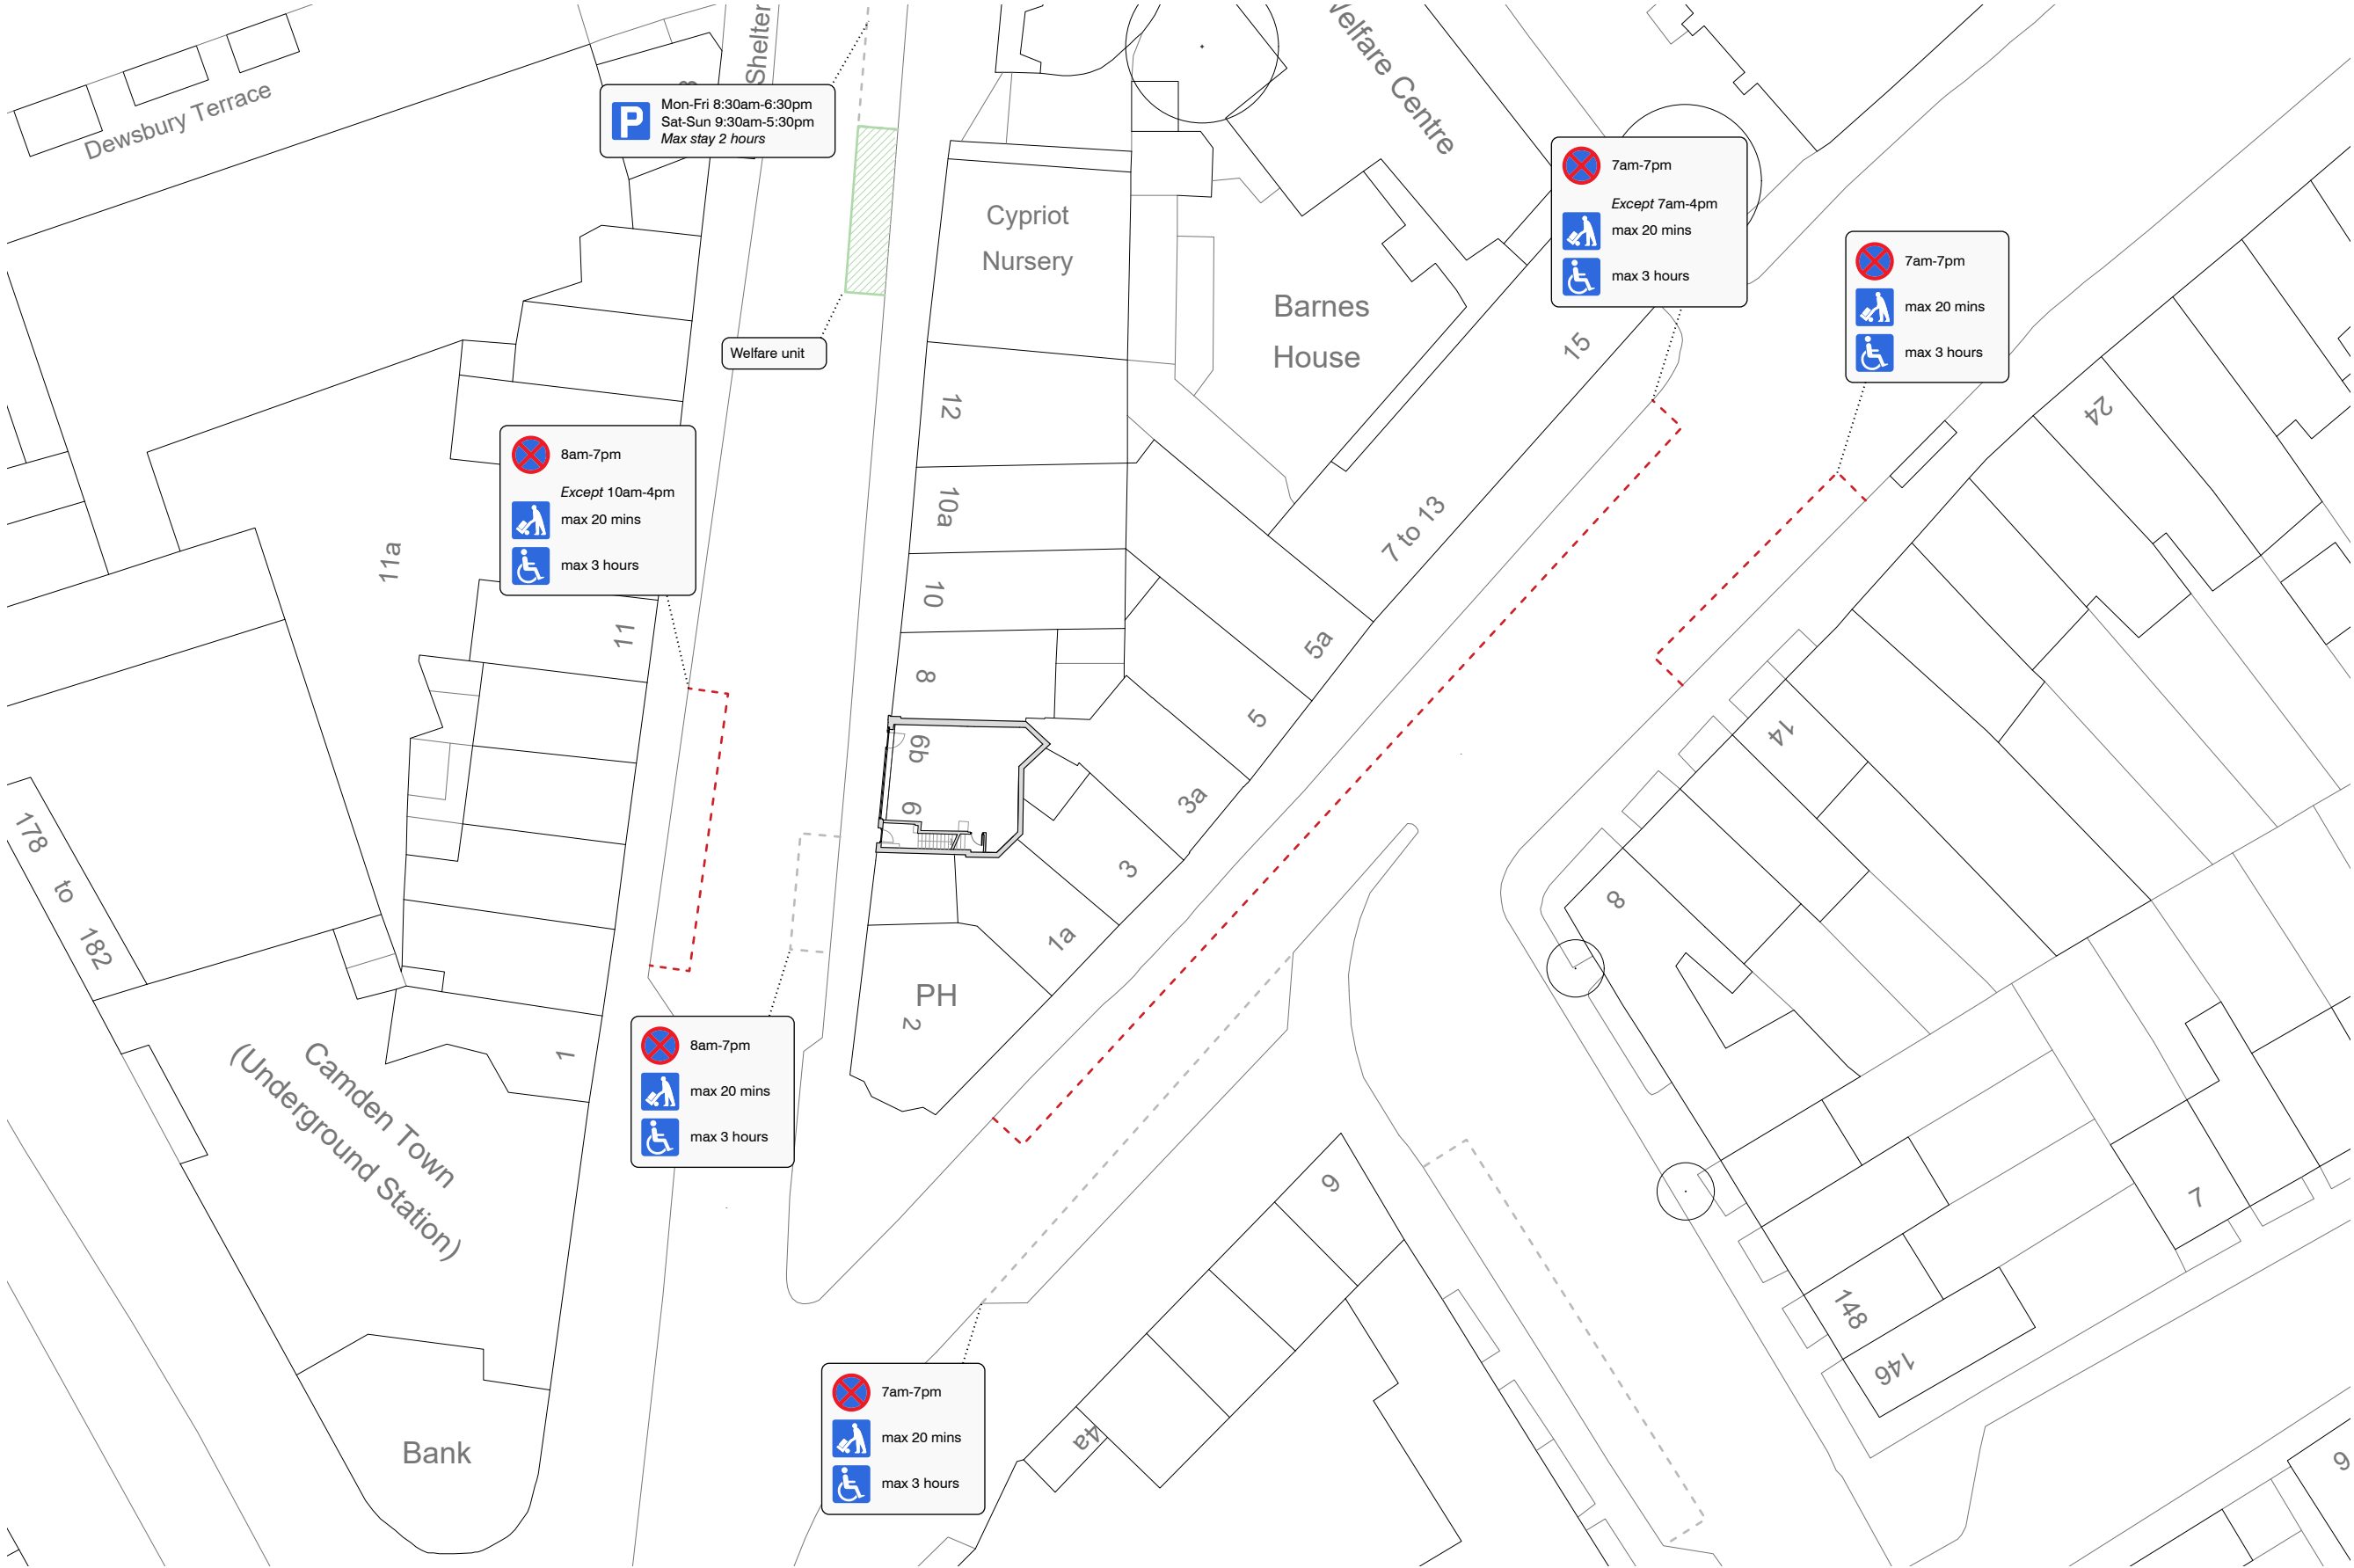 Dewsbury Terrace
Shelter
Welfare Centre
P
Mon-Fri 8:30am-6:30pm
Sat-Sun 9:30am-5:30pm
Max stay 2 hours
Welfare unit
Cypriot
Nursery
Barnes
House
7am-7pm
Except 7am-4pm
max 20 mins
max 3 hours
7am-7pm
max 20 mins
max 3 hours
8am-7pm
Except 10am-4pm
max 20 mins
max 3 hours
11a
11
12
10a
10
8
6b
6
15
7 to 13
5a
5
3a
3
1a
PH
2
24
14
8
178 to 182
1
Camden Town
(Underground Station)
Bank
8am-7pm
max 20 mins
max 3 hours
7am-7pm
max 20 mins
max 3 hours
9
4a
7
148
146